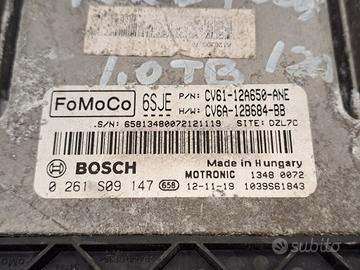 1.0 TB
FoMoCo
6SJE
P/N: CV61-12A650-ANE
H/W: CV6A-12B684-BB
S/N: 65813480072121119 SITE: DZL7C
Made in Hungary
BOSCH
MOTRONIC 1348 0072
0 261 S09 147 658 12-11-19 1039S61843
subito